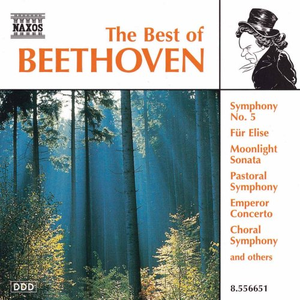 NAXOS
The Best of
BEETHOVEN
Symphony
No. 5
Für Elise
Moonlight
Sonata
Pastoral
Symphony
Emperor
Concerto
Choral
Symphony
and others
DDD
8.556651